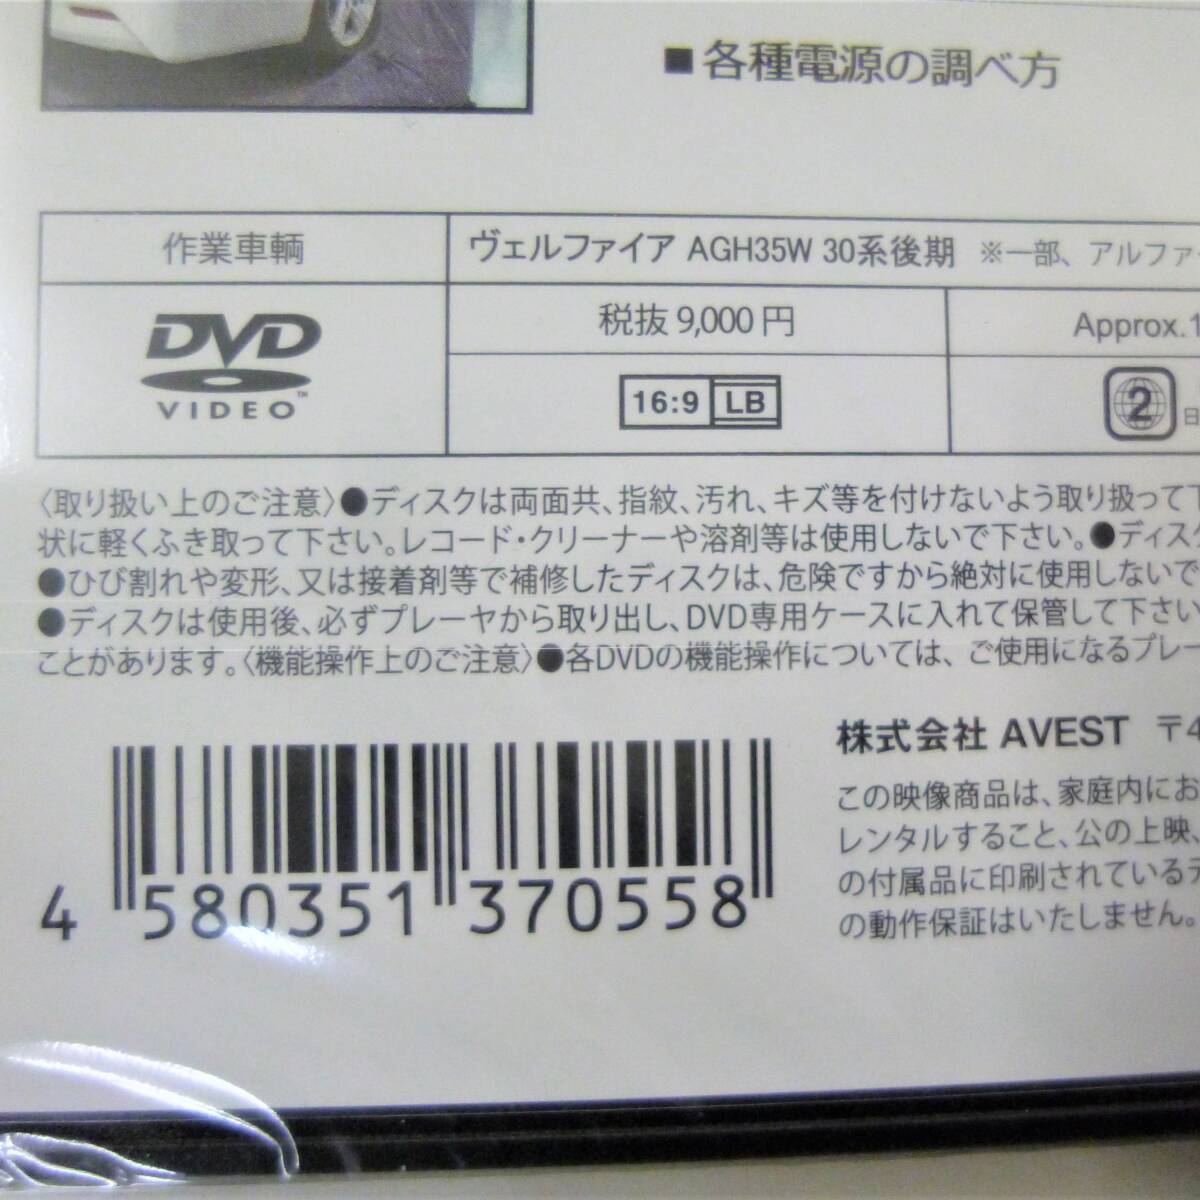 ■各種電源の調べ方
作業車輌
ヴェルファイア AGH35W 30系後期 ※一部、アルファ
DVD
VIDEO™
税抜 9,000 円
Approx.1
16:9 LB
2 日
〈取り扱い上のご注意〉●ディスクは両面共、指紋、汚れ、キズ等を付けないよう取り扱って下
状に軽くふき取って下さい。レコード・クリーナーや溶剤等は使用しないで下さい。●ディスク
●ひび割れや変形、又は接着剤等で補修したディスクは、危険ですから絶対に使用しないで
●ディスクは使用後、必ずプレーヤから取り出し、DVD専用ケースに入れて保管して下さい
ことがあります。〈機能操作上のご注意〉●各DVDの機能操作については、ご使用になるプレー
株式会社 AVEST 〒4
この映像商品は、家庭内にお
レンタルすること、公の上映、
の付属品に印刷されているデ
の動作保証はいたしません。
4 580351 370558